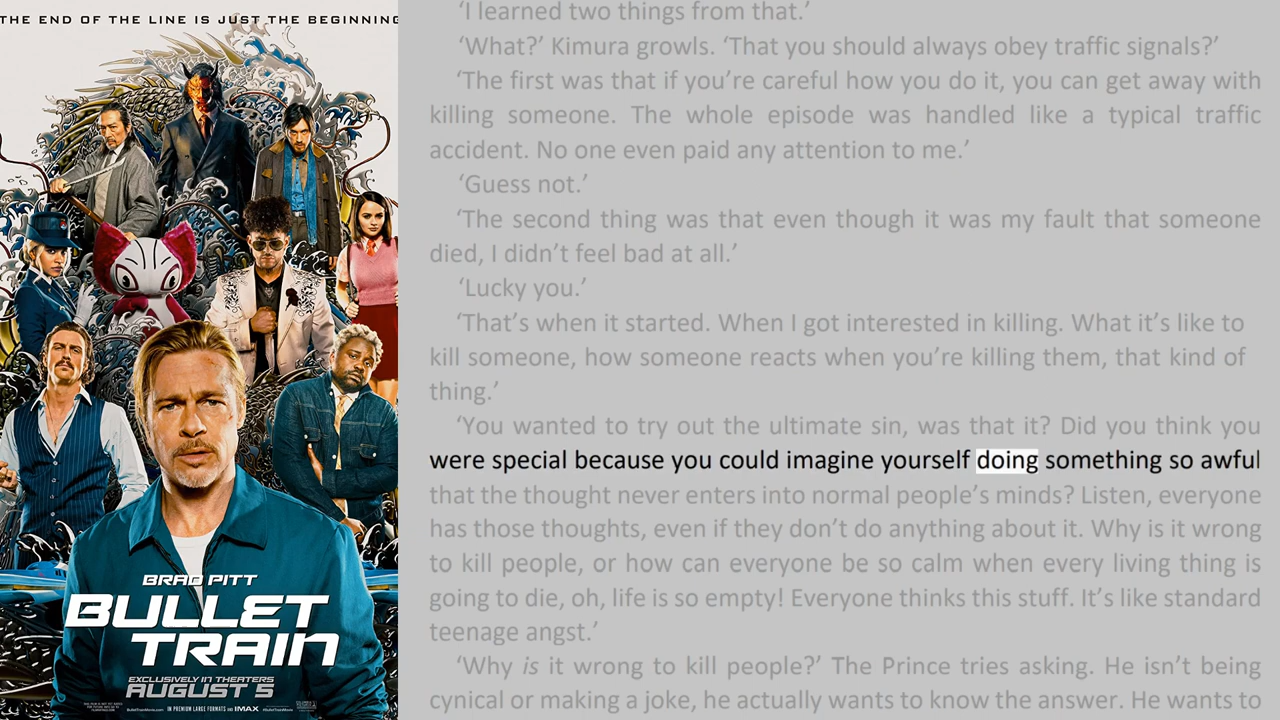 THE END OF THE LINE IS JUST THE BEGINNING
BRAD PITT
BULLET
TRAIN
EXCLUSIVELY IN THEATERS
AUGUST 5
BulletTrainMovie.com
IN PREMIUM LARGE FORMATS AND IMAX
#BulletTrainMovie
‘I learned two things from that.’
‘What?’ Kimura growls. ‘That you should always obey traffic signals?’
‘The first was that if you’re careful how you do it, you can get away with
killing someone. The whole episode was handled like a typical traffic
accident. No one even paid any attention to me.’
‘Guess not.’
‘The second thing was that even though it was my fault that someone
died, I didn’t feel bad at all.’
‘Lucky you.’
‘That’s when it started. When I got interested in killing. What it’s like to
kill someone, how someone reacts when you’re killing them, that kind of
thing.’
‘You wanted to try out the ultimate sin, was that it? Did you think you
were special because you could imagine yourself doing something so awful
that the thought never enters into normal people’s minds? Listen, everyone
has those thoughts, even if they don’t do anything about it. Why is it wrong
to kill people, or how can everyone be so calm when every living thing is
going to die, oh, life is so empty! Everyone thinks this stuff. It’s like standard
teenage angst.’
‘Why is it wrong to kill people?’ The Prince tries asking. He isn’t being
cynical or making a joke, he actually wants to know the answer. He wants to